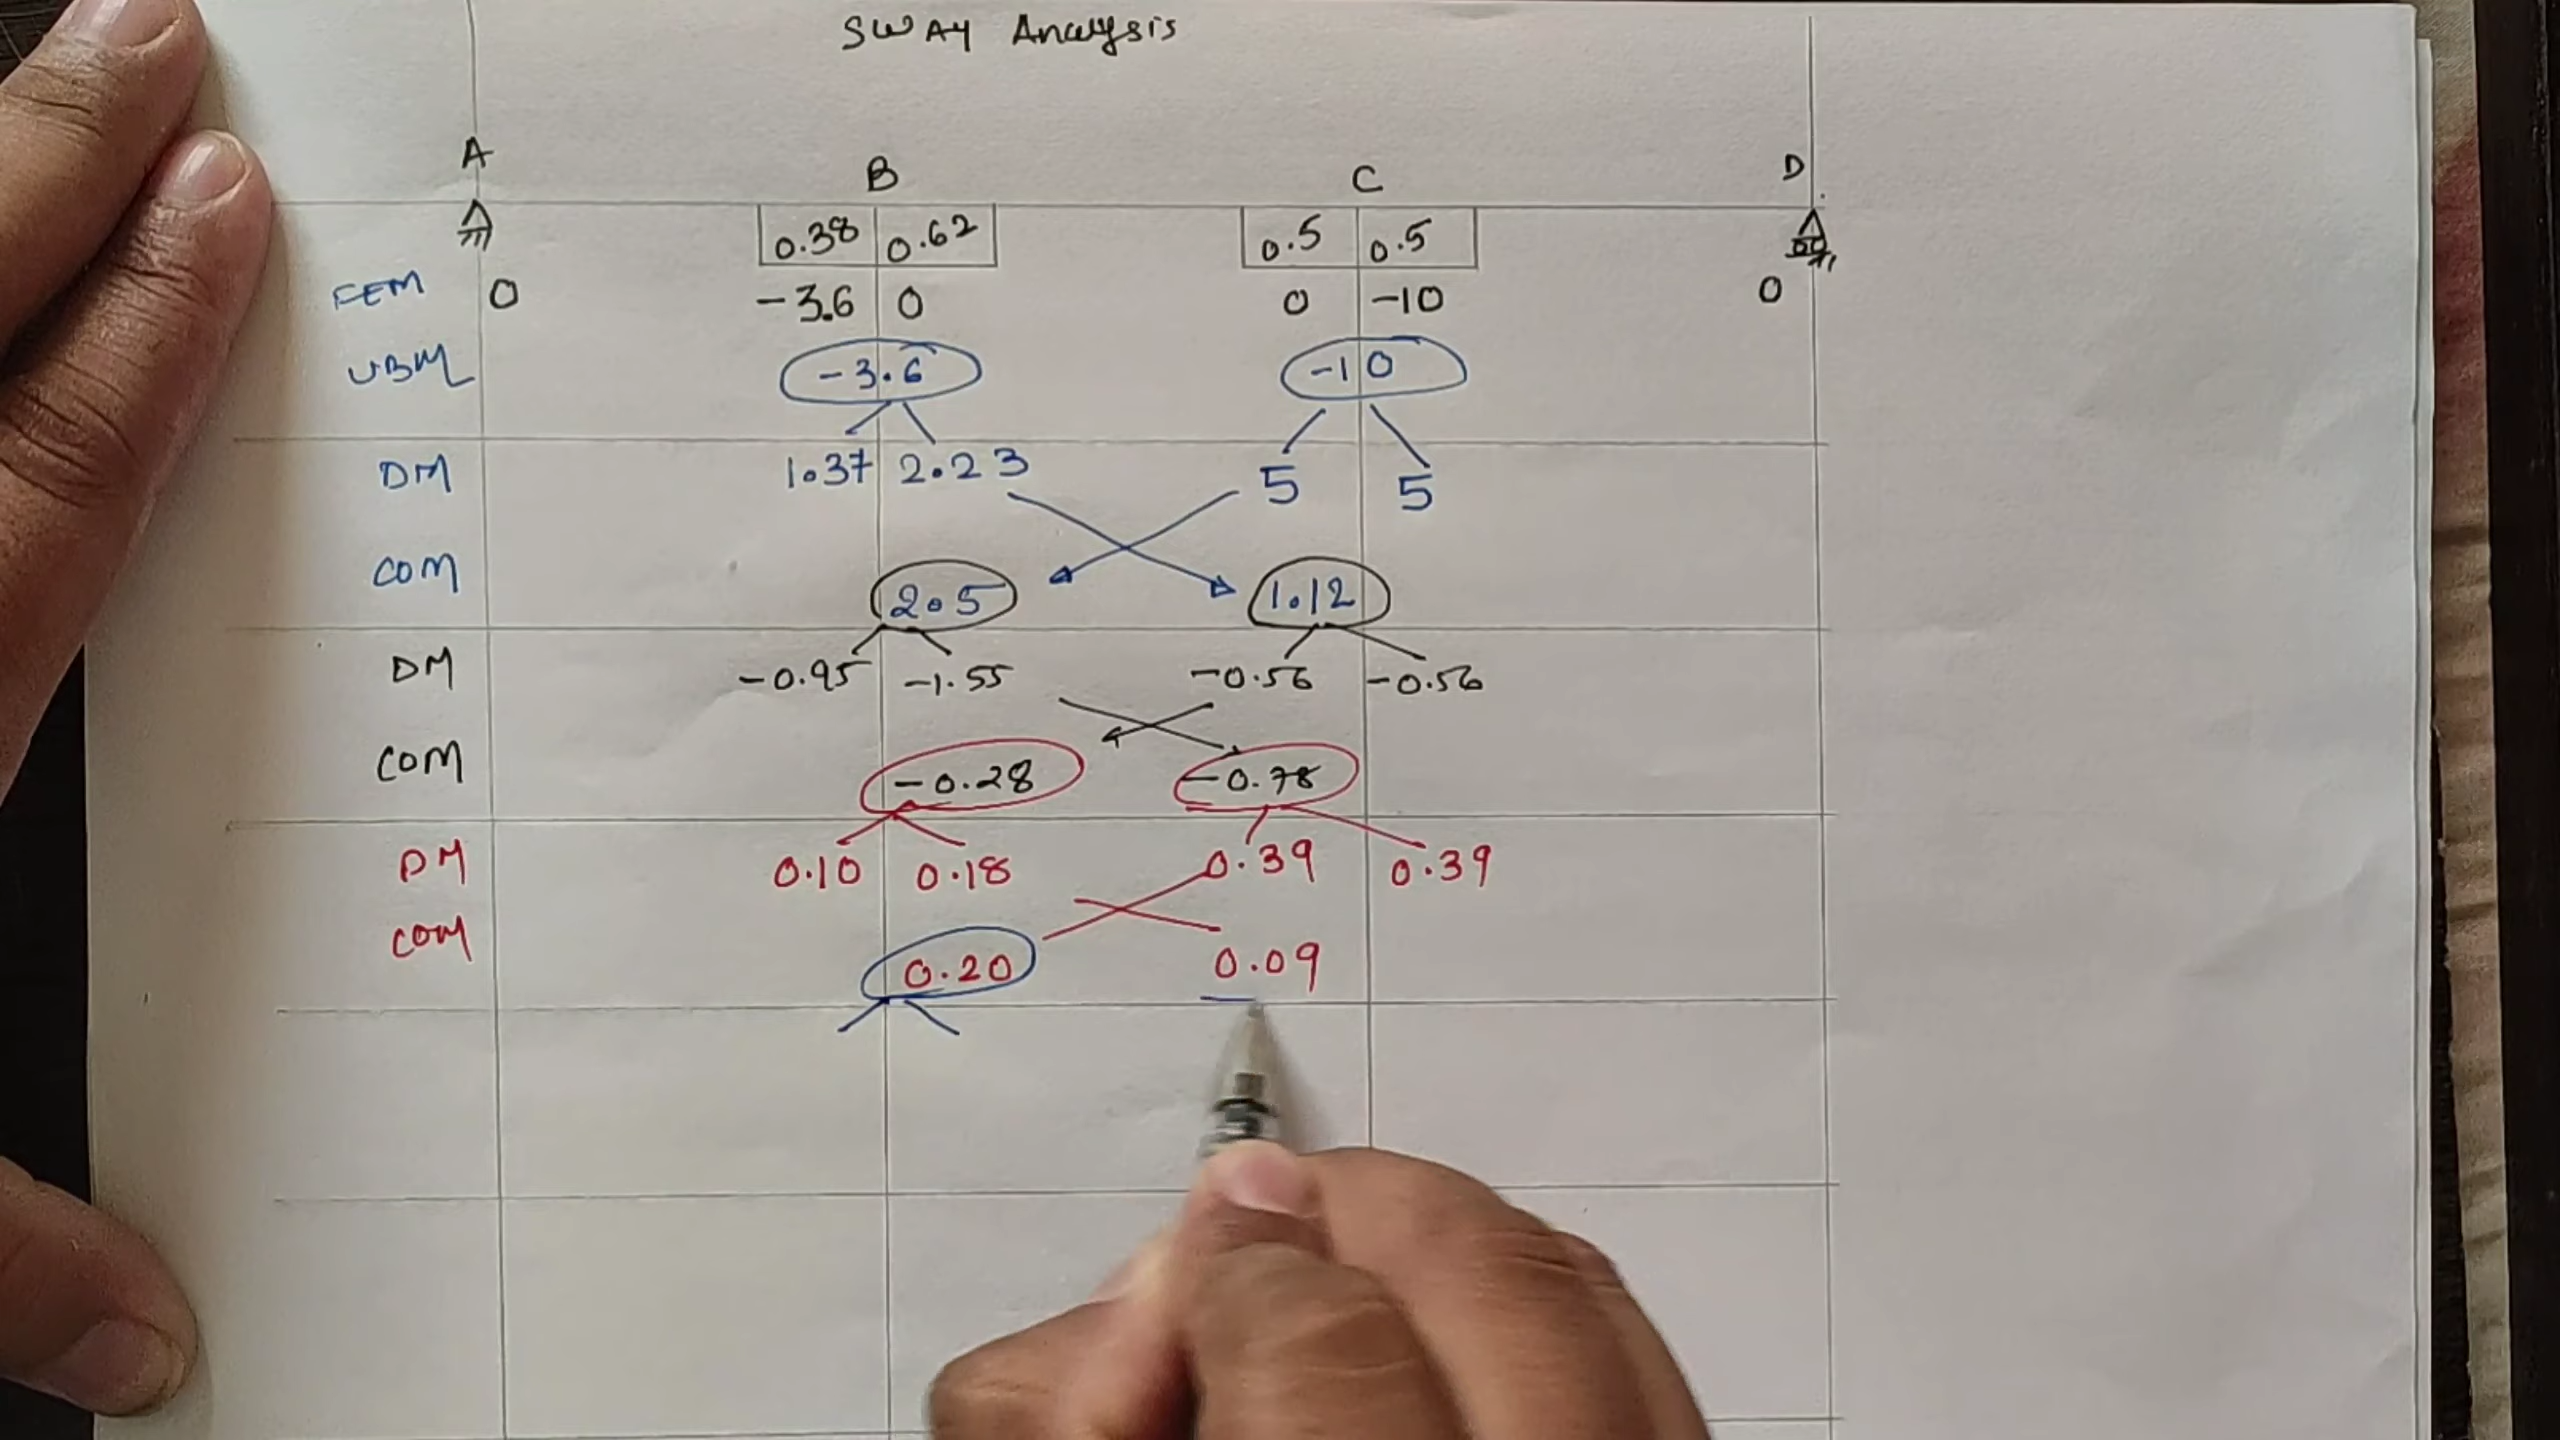 SWAY Analysis
A B C D
0.38 0.62 0.5 0.5
FEM 0 -3.6 0 0 -10 0
UBM -3.6 -10
DM 1.37 2.23 5 5
COM 2.5 1.12
DM -0.95 -1.55 -0.56 -0.56
COM -0.28 -0.78
DM 0.10 0.18 0.39 0.39
COM 0.20 0.09